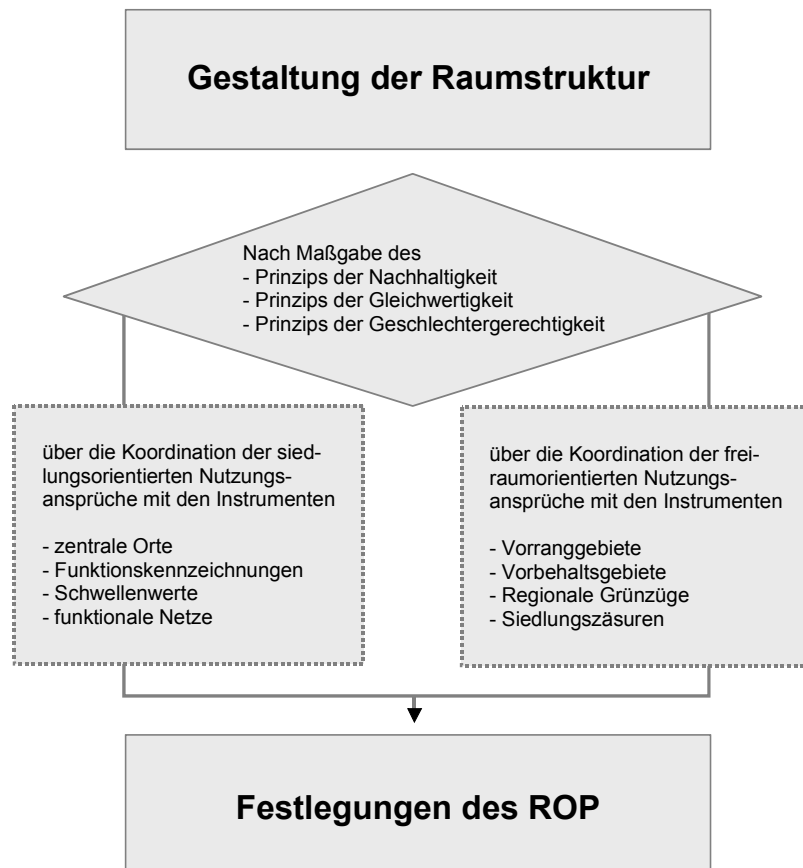 Gestaltung der Raumstruktur
Nach Maßgabe des
- Prinzips der Nachhaltigkeit
- Prinzips der Gleichwertigkeit
- Prinzips der Geschlechtergerechtigkeit
über die Koordination der sied-
lungsorientierten Nutzungs-
ansprüche mit den Instrumenten
- zentrale Orte
- Funktionskennzeichnungen
- Schwellenwerte
- funktionale Netze
über die Koordination der frei-
raumorientierten Nutzungs-
ansprüche mit den Instrumenten
- Vorranggebiete
- Vorbehaltsgebiete
- Regionale Grünzüge
- Siedlungszäsuren
Festlegungen des ROP